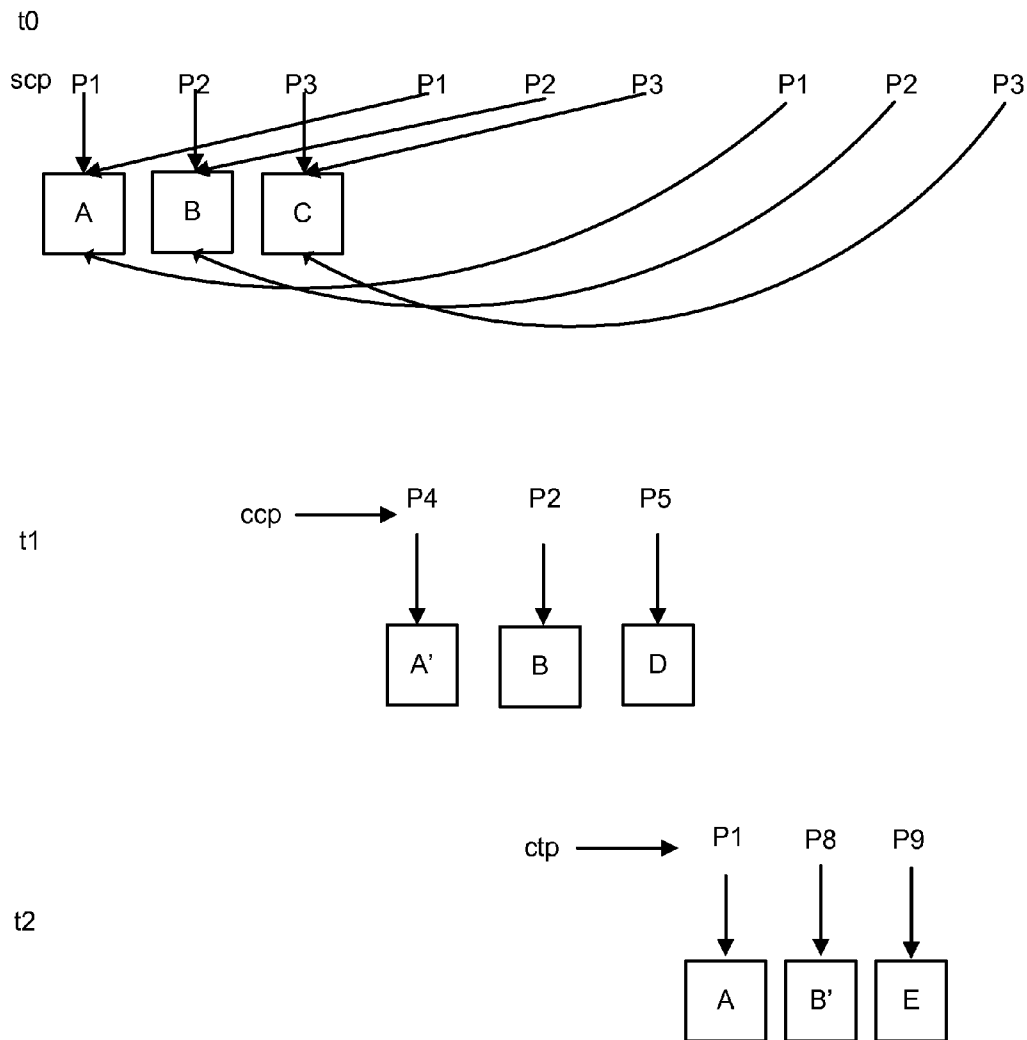 t0
scp P1 P2 P3 P1 P2 P3 P1 P2 P3
A B C
P4 P2 P5
ccp
t1
A’ B D
P1 P8 P9
ctp
t2
A B’ E